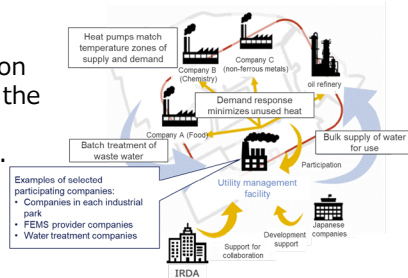 on
the
.
Heat pumps match
temperature zones of
supply and demand
Company B
(Chemistry)
Company C
(non-ferrous metals)
oil refinery
Demand response
minimizes unused heat
Company A (Food)
Batch treatment of
waste water
Bulk supply of water
for use
Participation
Utility management
facility
Examples of selected
participating companies:
• Companies in each industrial
park
• FEMS provider companies
• Water treatment companies
Japanese
companies
Development
support
Support for
collaboration
IRDA